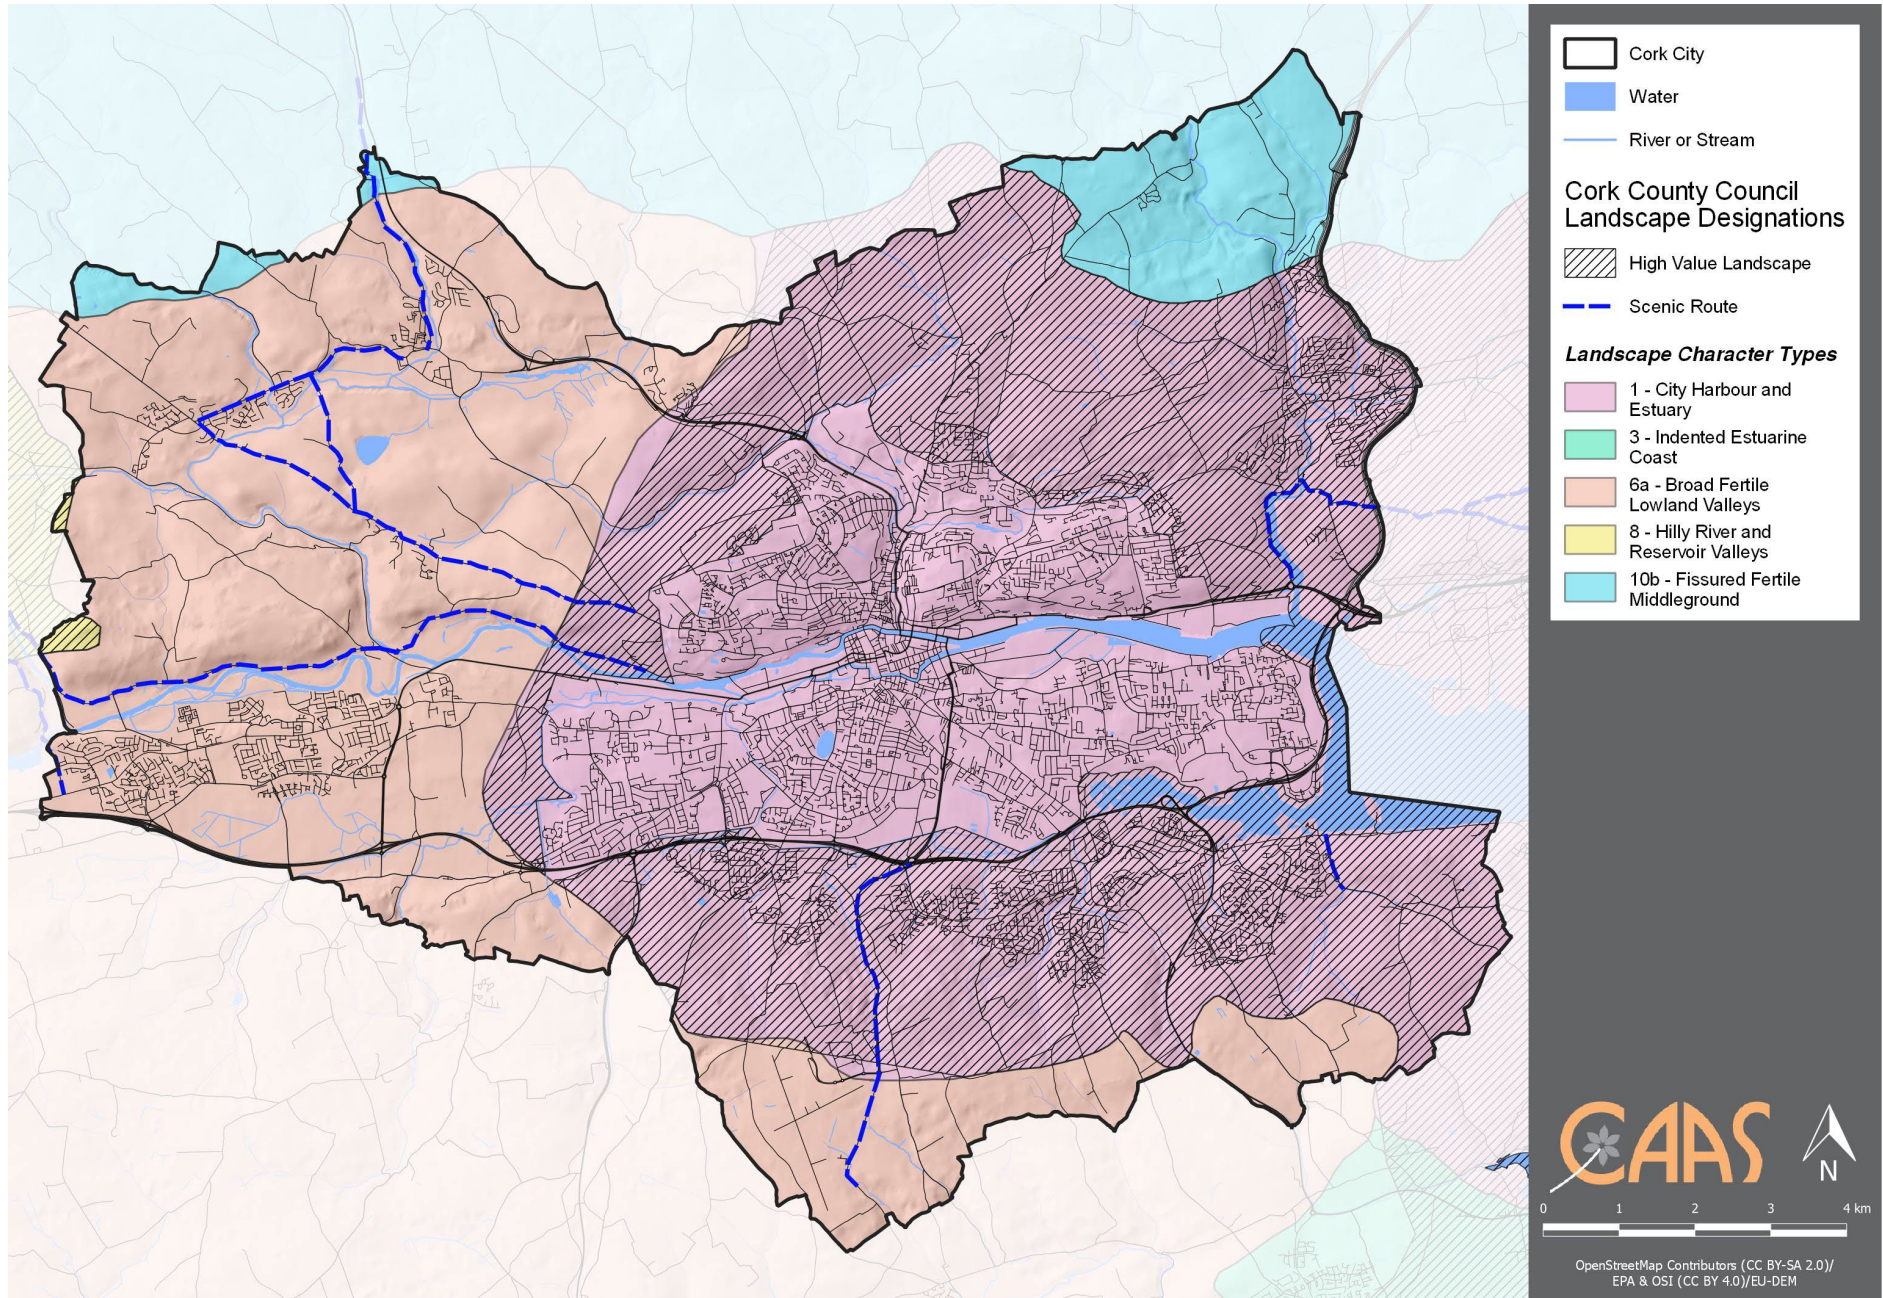 Cork City
Water
River or Stream
Cork County Council
Landscape Designations
High Value Landscape
Scenic Route
Landscape Character Types
1 - City Harbour and
Estuary
3 - Indented Estuarine
Coast
6a - Broad Fertile
Lowland Valleys
8 - Hilly River and
Reservoir Valleys
10b - Fissured Fertile
Middleground
CAAS
N
0 1 2 3 4 km
OpenStreetMap Contributors (CC BY-SA 2.0)/
EPA & OSI (CC BY 4.0)/EU-DEM